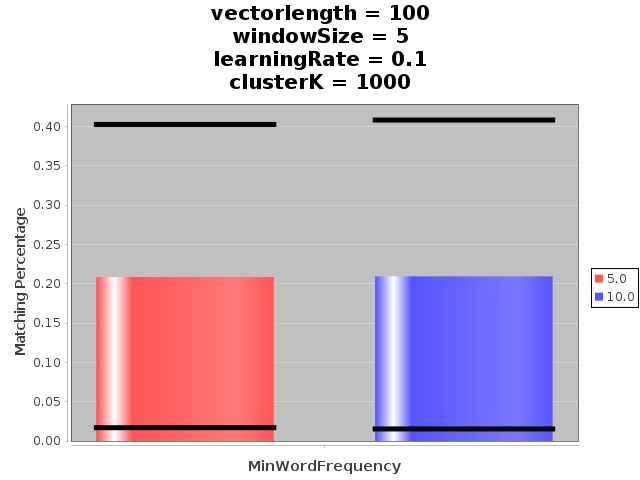 vectorlength = 100
windowSize = 5
learningRate = 0.1
clusterK = 1000
Matching Percentage
0.40
0.35
0.30
0.25
0.20
0.15
0.10
0.05
0.00
MinWordFrequency
5.0
10.0